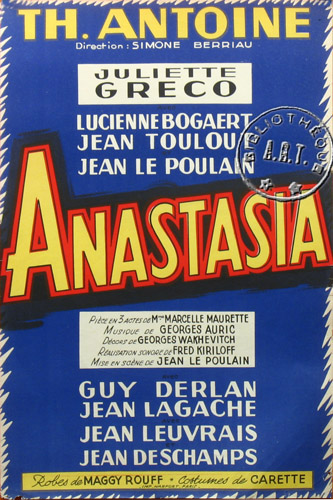 TH. ANTOINE
Direction : SIMONE BERRIAU
JULIETTE
GRECO
LUCIENNE BOGAERT
JEAN TOULOU
JEAN LE POULAIN
BIBLIOTHÈQUE
A.R.T.
ANASTASIA
PIÈCE EN 3 ACTES DE Mme MARCELLE MAURETTE
MUSIQUE DE GEORGES AURIC
DÉCORS DE GEORGES WAKHEVITCH
RÉALISATION SONORE DE FRED KIRILOFF
MISE EN SCÈNE DE JEAN LE POULAIN
GUY DERLAN
JEAN LAGACHE
JEAN LEUVRAIS
JEAN DESCHAMPS
Robes de MAGGY ROUFF • Costumes de CARETTE